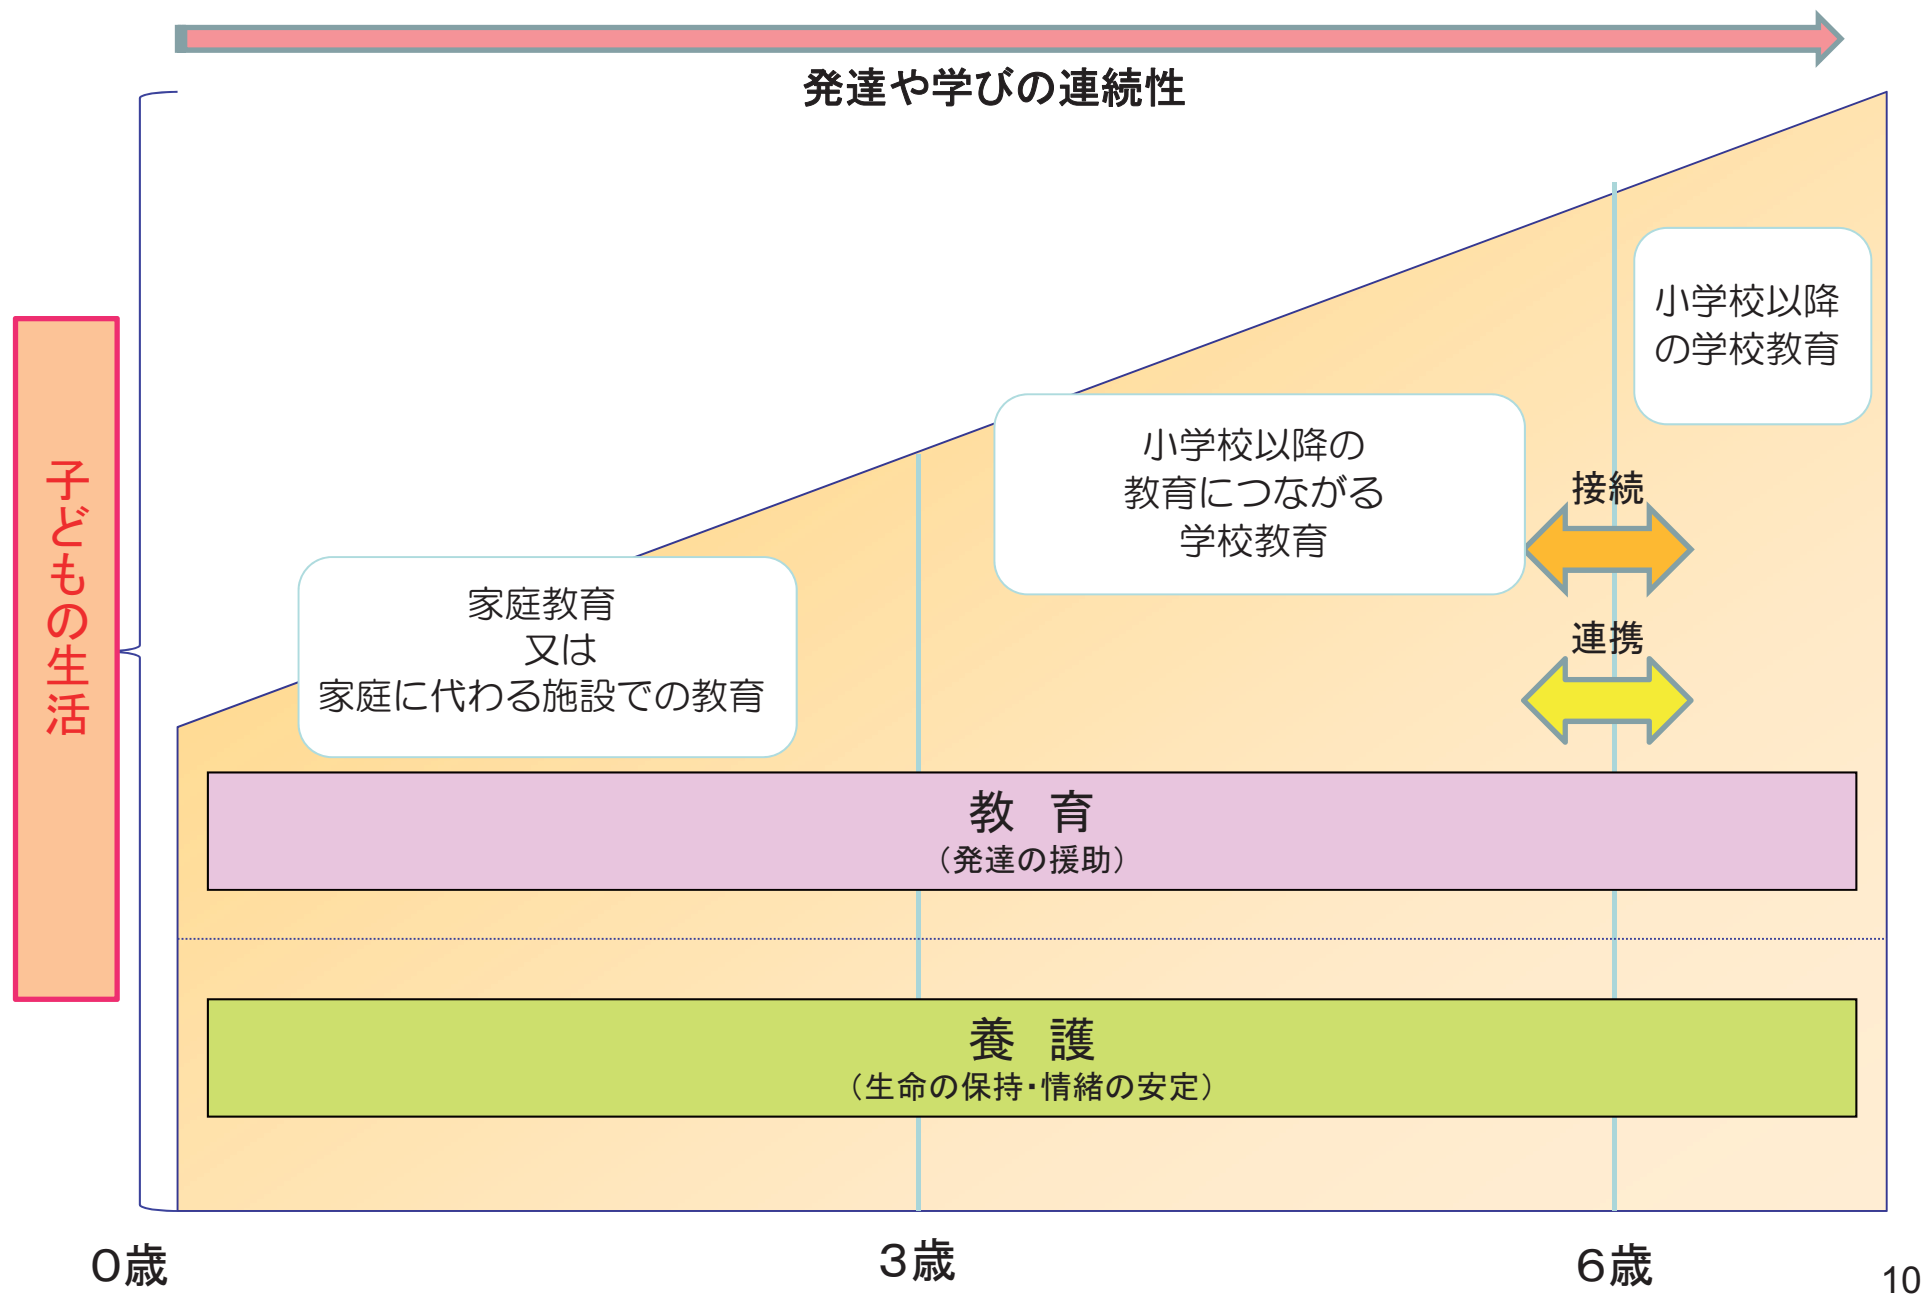 発達や学びの連続性
子どもの生活
小学校以降
の学校教育
小学校以降の
教育につながる
学校教育
接続
連携
家庭教育
又は
家庭に代わる施設での教育
教　育
（発達の援助）
養　護
（生命の保持・情緒の安定）
０歳
３歳
６歳
10